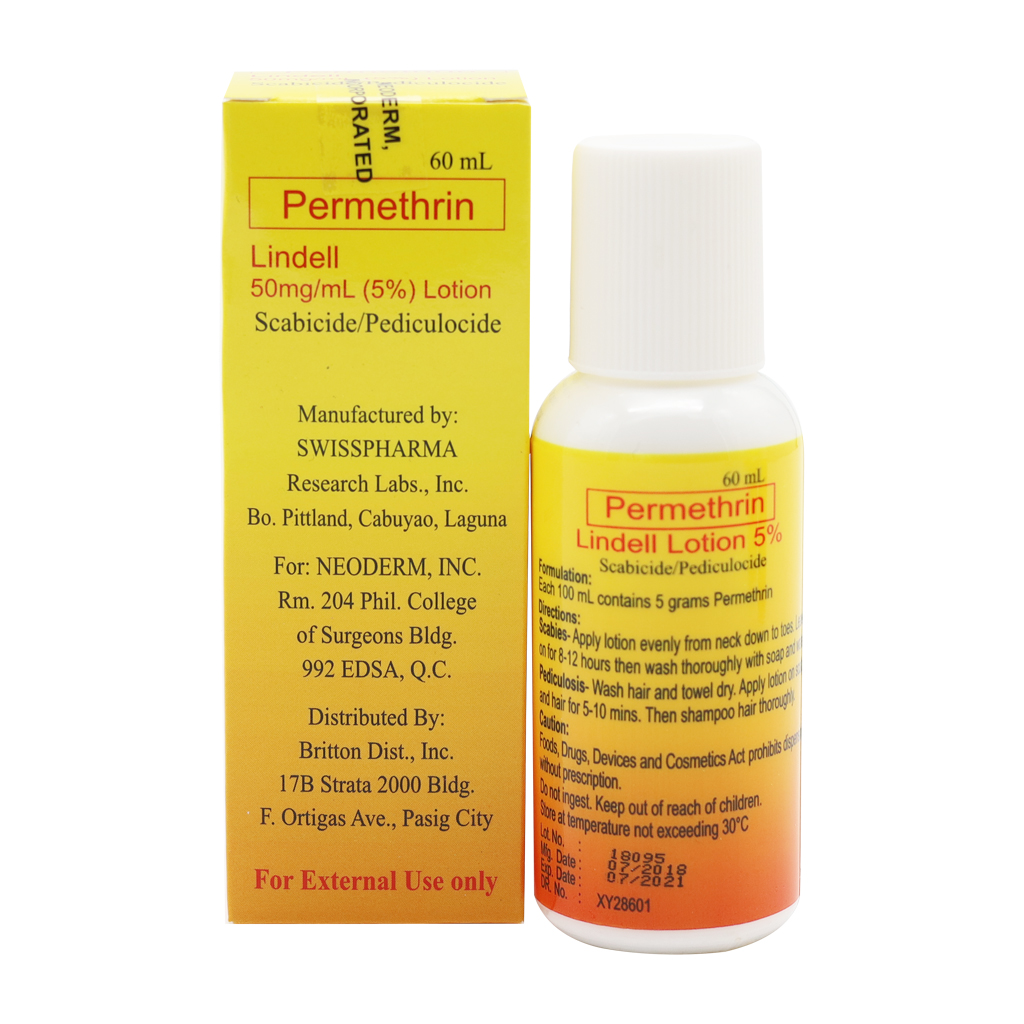 NEODERM,
INCORPORATED
60 mL
Permethrin
Lindell
50mg/mL (5%) Lotion
Scabicide/Pediculocide
Manufactured by:
SWISSPHARMA
Research Labs., Inc.
Bo. Pittland, Cabuyao, Laguna
For: NEODERM, INC.
Rm. 204 Phil. College
of Surgeons Bldg.
992 EDSA, Q.C.
Distributed By:
Britton Dist., Inc.
17B Strata 2000 Bldg.
F. Ortigas Ave., Pasig City
For External Use only
60 mL
Permethrin
Lindell Lotion 5%
Scabicide/Pediculocide
Formulation:
Each 100 mL contains 5 grams Permethrin
Directions:
Scabies- Apply lotion evenly from neck down to toes.
on for 8-12 hours then wash thoroughly with soap and
Pediculosis- Wash hair and towel dry. Apply lotion on
and hair for 5-10 mins. Then shampoo hair thoroughly.
Caution:
Foods, Drugs, Devices and Cosmetics Act prohibits
without prescription.
Do not ingest. Keep out of reach of children.
Store at temperature not exceeding 30°C
Lot. No. : 18095
Mfg. Date : 07/2018
Exp. Date : 07/2021
DR. No. : XY28601